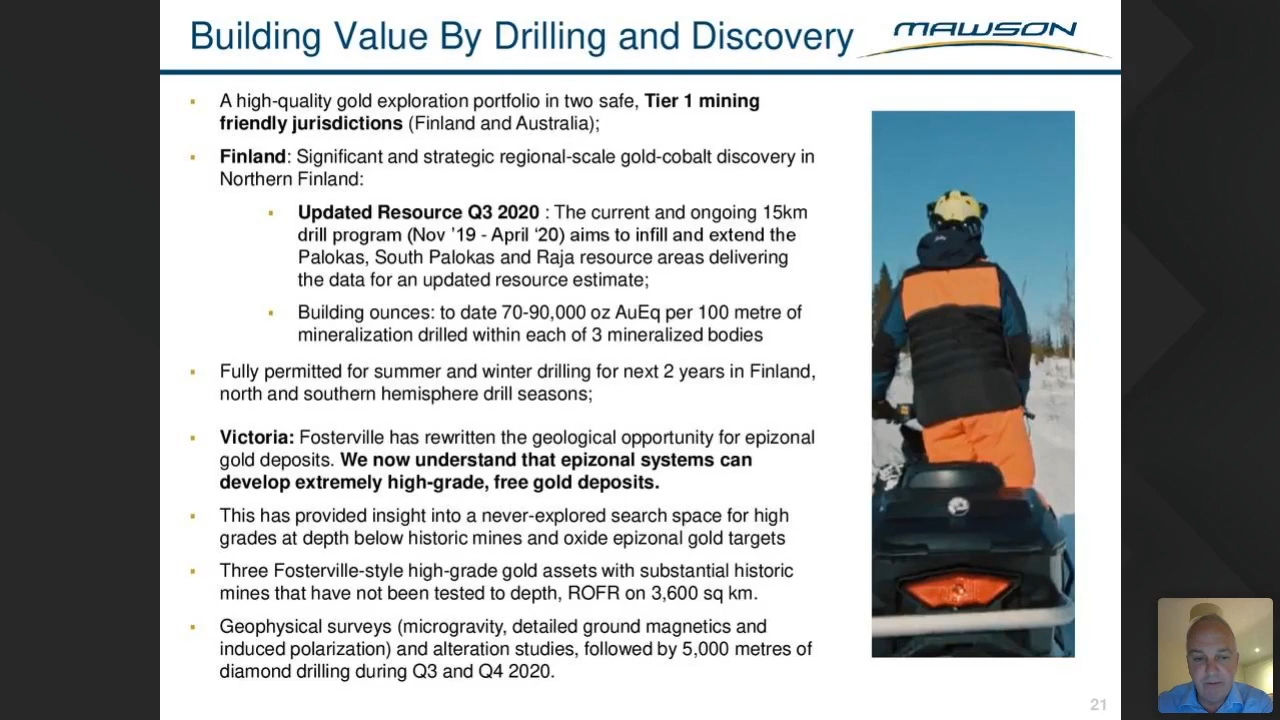 Building Value By Drilling and Discovery
MAWSON
▪ A high-quality gold exploration portfolio in two safe, Tier 1 mining
friendly jurisdictions (Finland and Australia);
▪ Finland: Significant and strategic regional-scale gold-cobalt discovery in
Northern Finland:
▪ Updated Resource Q3 2020 : The current and ongoing 15km
drill program (Nov ’19 - April ‘20) aims to infill and extend the
Palokas, South Palokas and Raja resource areas delivering
the data for an updated resource estimate;
▪ Building ounces: to date 70-90,000 oz AuEq per 100 metre of
mineralization drilled within each of 3 mineralized bodies
▪ Fully permitted for summer and winter drilling for next 2 years in Finland,
north and southern hemisphere drill seasons;
▪ Victoria: Fosterville has rewritten the geological opportunity for epizonal
gold deposits. We now understand that epizonal systems can
develop extremely high-grade, free gold deposits.
▪ This has provided insight into a never-explored search space for high
grades at depth below historic mines and oxide epizonal gold targets
▪ Three Fosterville-style high-grade gold assets with substantial historic
mines that have not been tested to depth, ROFR on 3,600 sq km.
▪ Geophysical surveys (microgravity, detailed ground magnetics and
induced polarization) and alteration studies, followed by 5,000 metres of
diamond drilling during Q3 and Q4 2020.
21